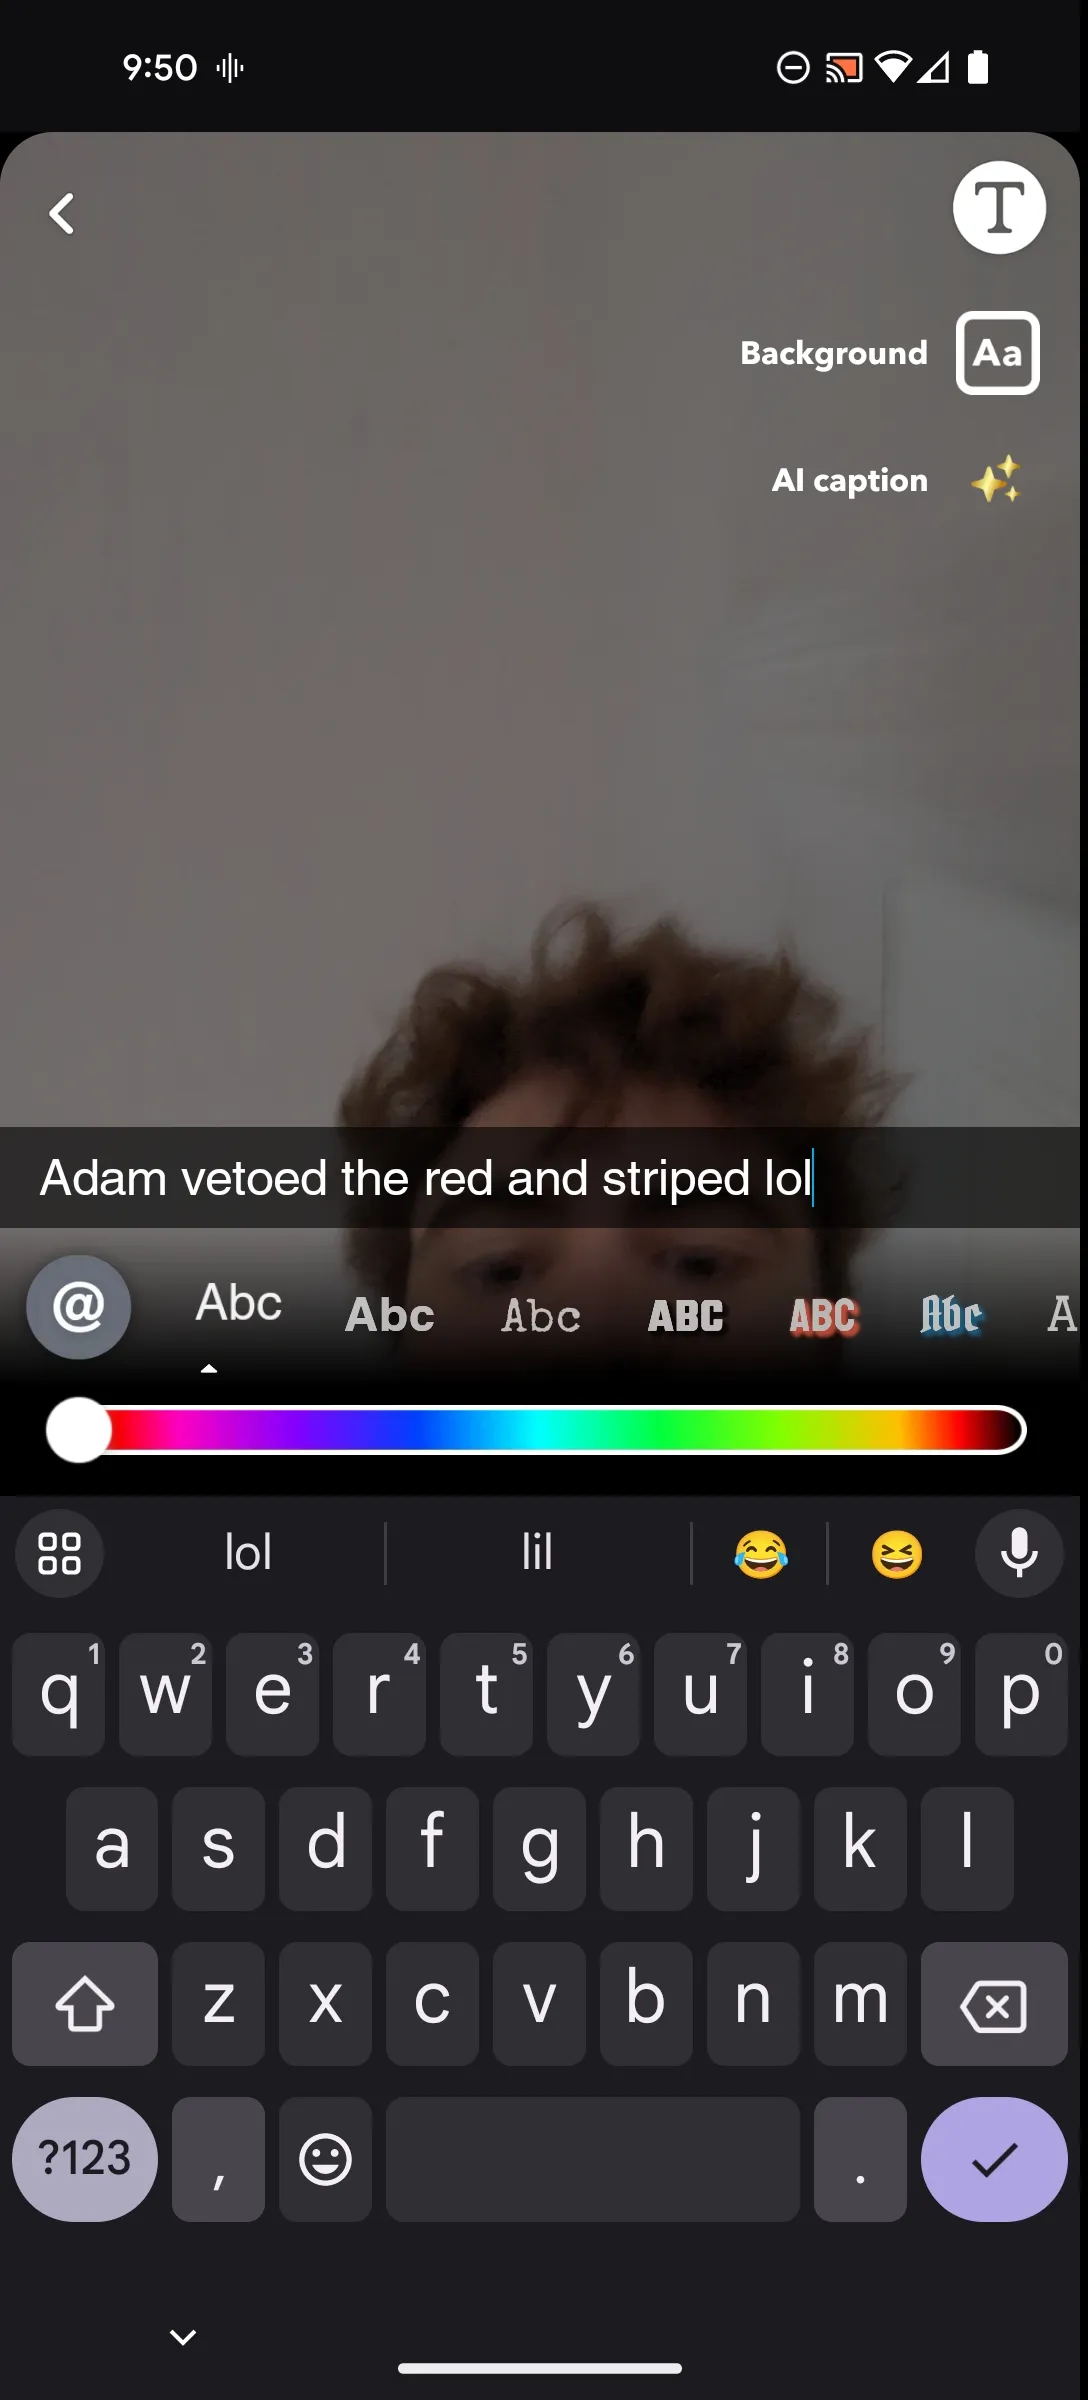 9:50
T
Background Aa
AI caption
Adam vetoed the red and striped lol
@ Abc Abc Abc ABC ABC Abc A
lol lil
q1 w2 e3 r4 t5 y6 u7 i8 o9 p0
a s d f g h j k l
z x c v b n m
?123 , .